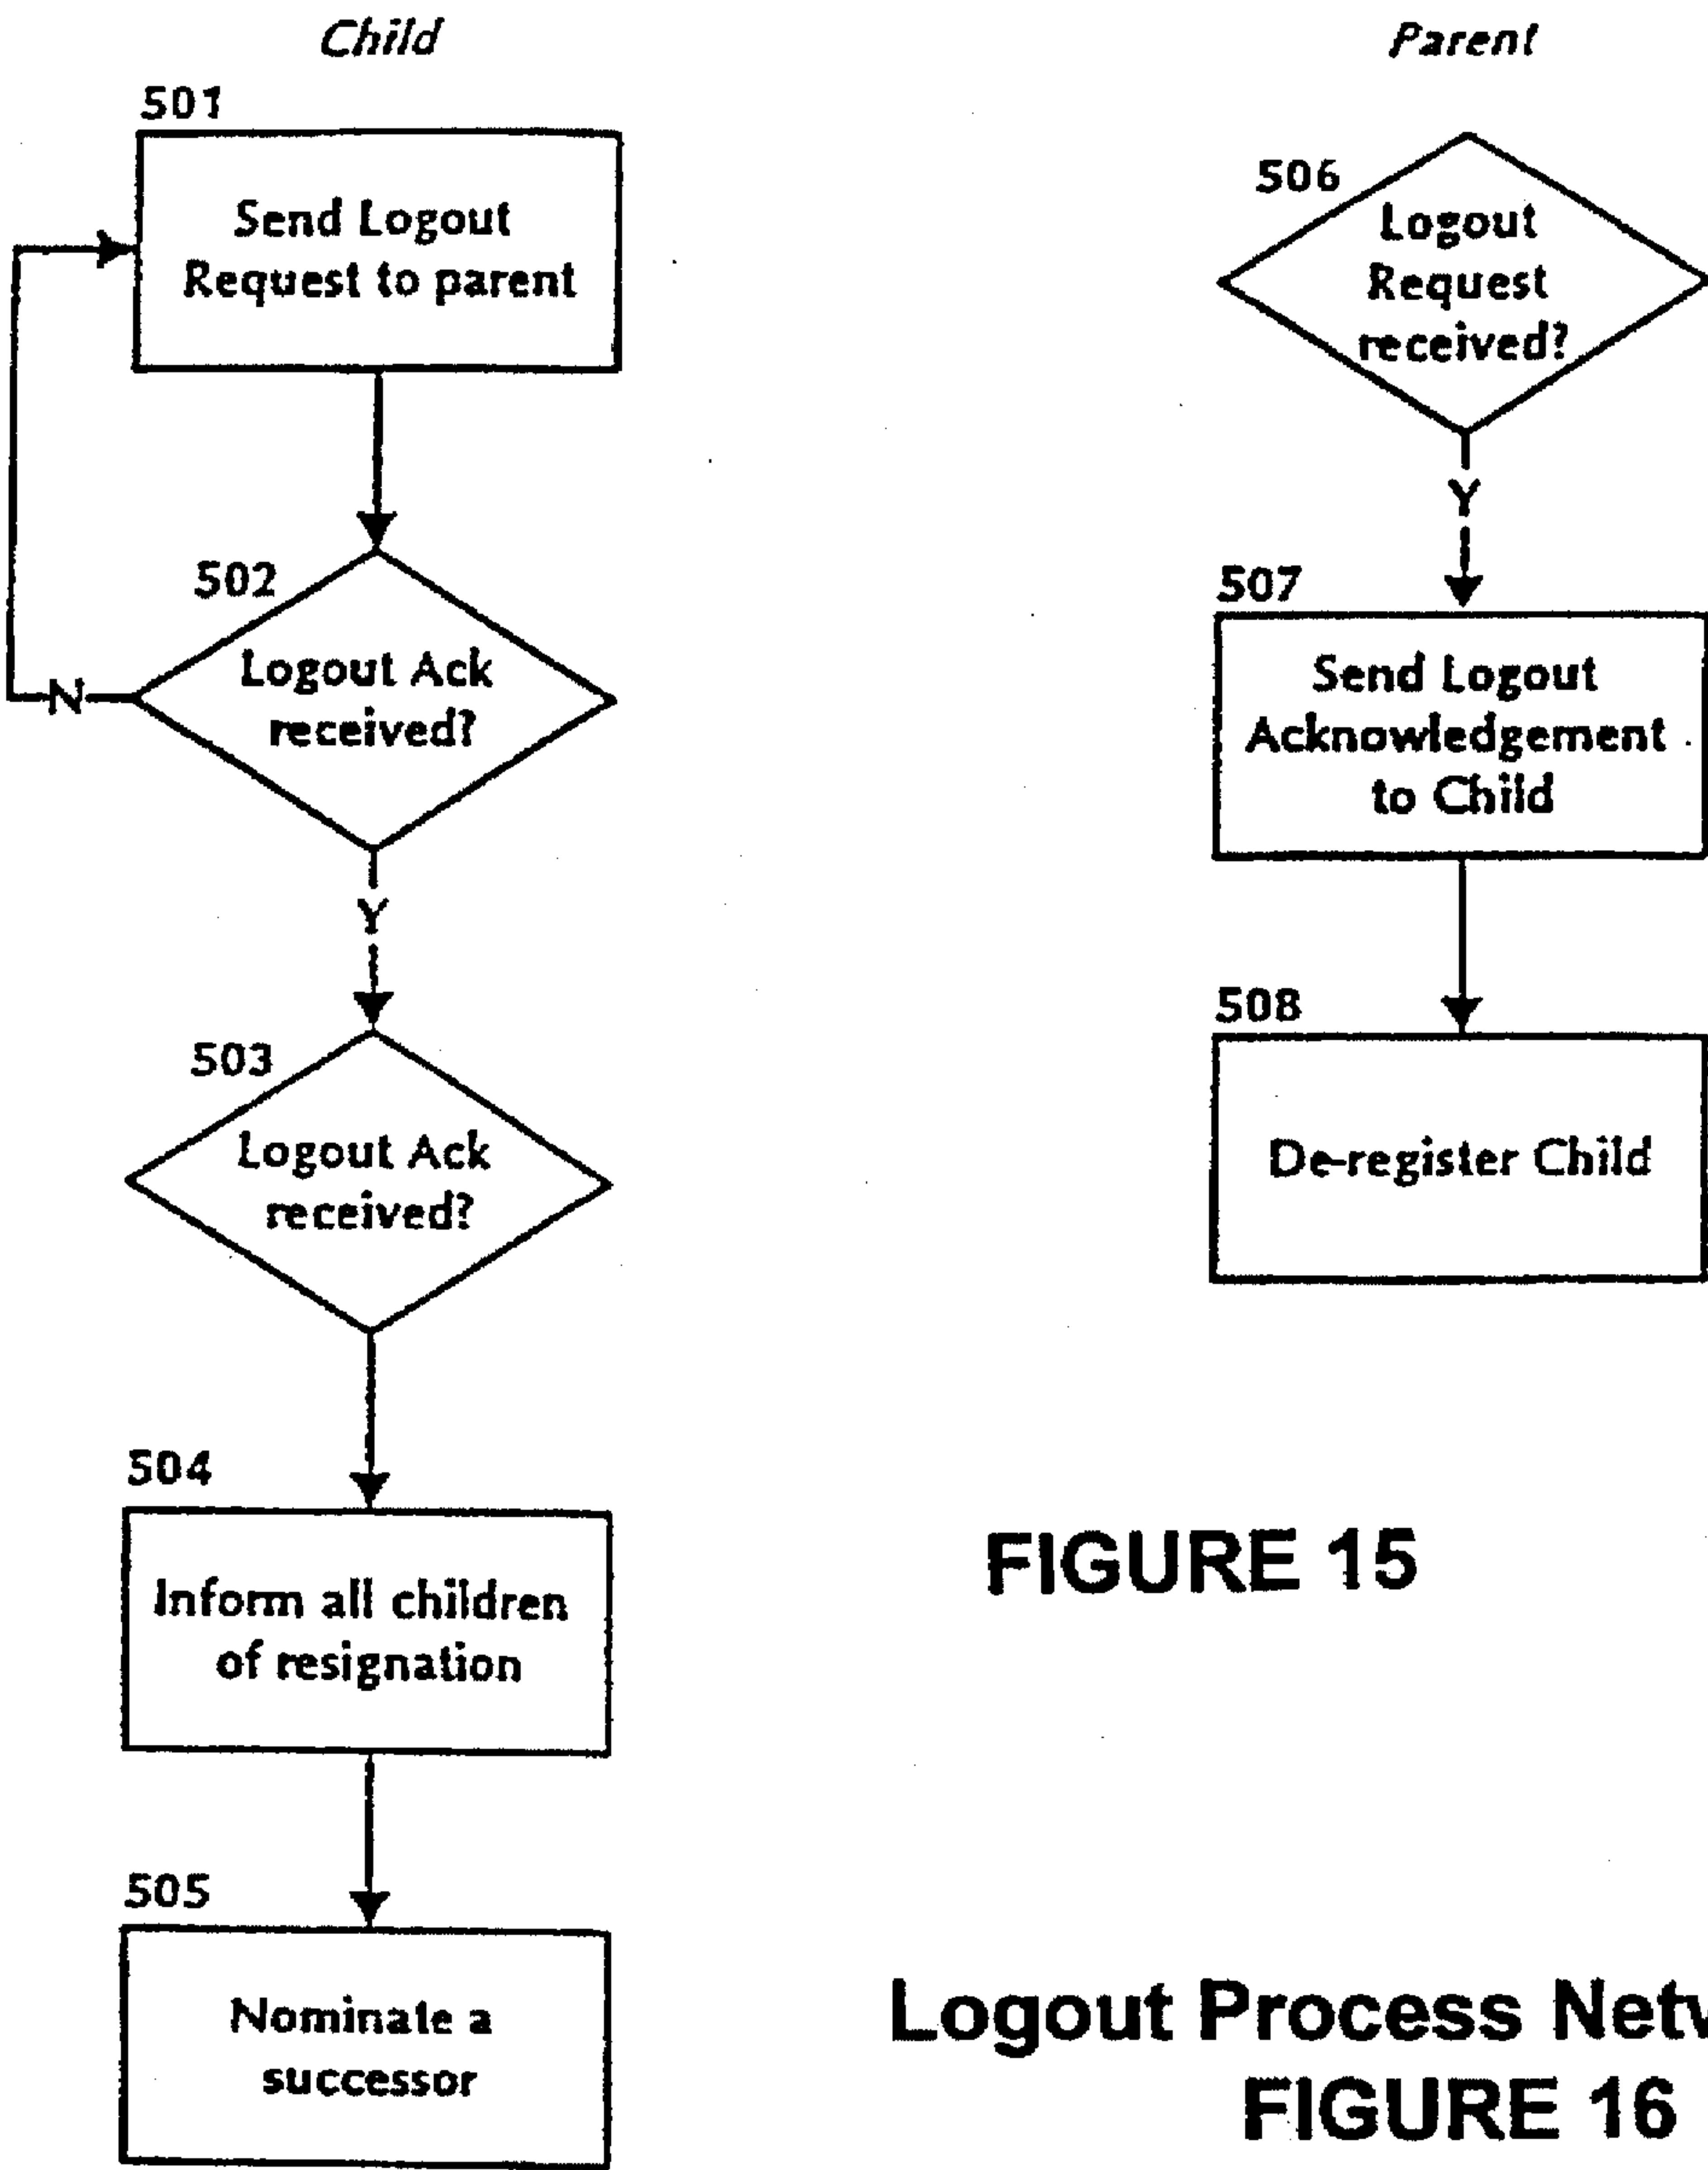 Child
501
Send Logout
Request to parent
502
Logout Ack
received?
N
Y
503
Logout Ack
received?
504
Inform all children
of resignation
505
Nominate a
successor
Parent
506
Logout
Request
received?
Y
507
Send Logout
Acknowledgement
to Child
508
De-register Child
FIGURE 15
Logout Process
FIGURE 16